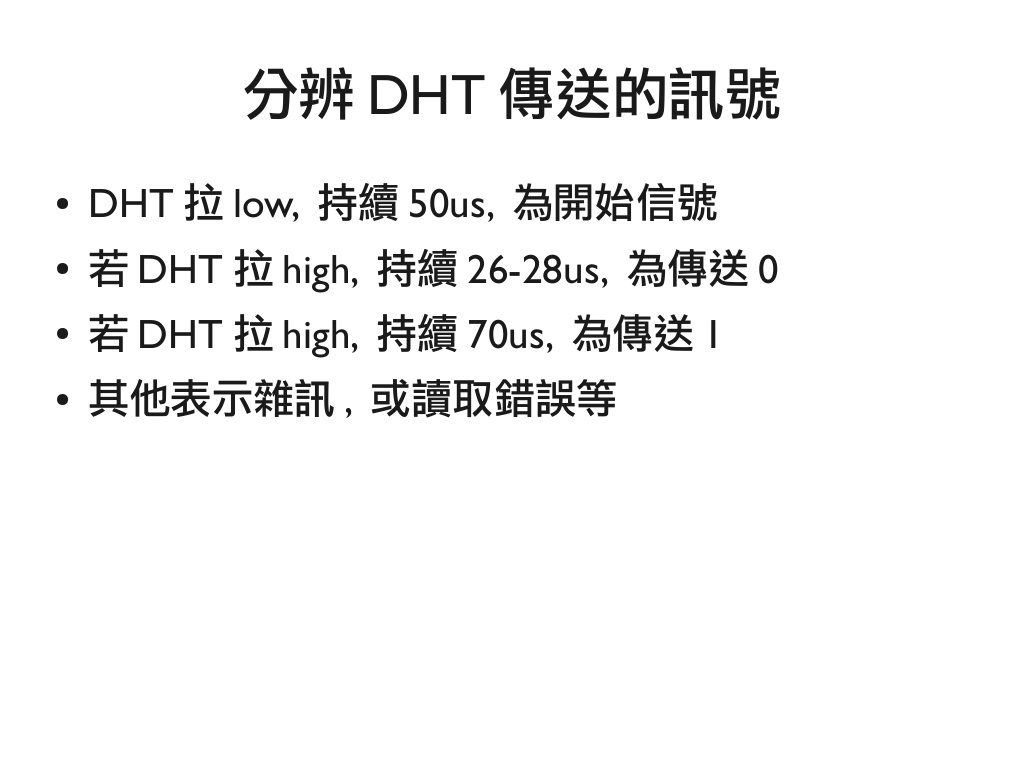 分辨 DHT 傳送的訊號
• DHT 拉 low, 持續 50us, 為開始信號
• 若 DHT 拉 high, 持續 26-28us, 為傳送 0
• 若 DHT 拉 high, 持續 70us, 為傳送 1
• 其他表示雜訊 , 或讀取錯誤等